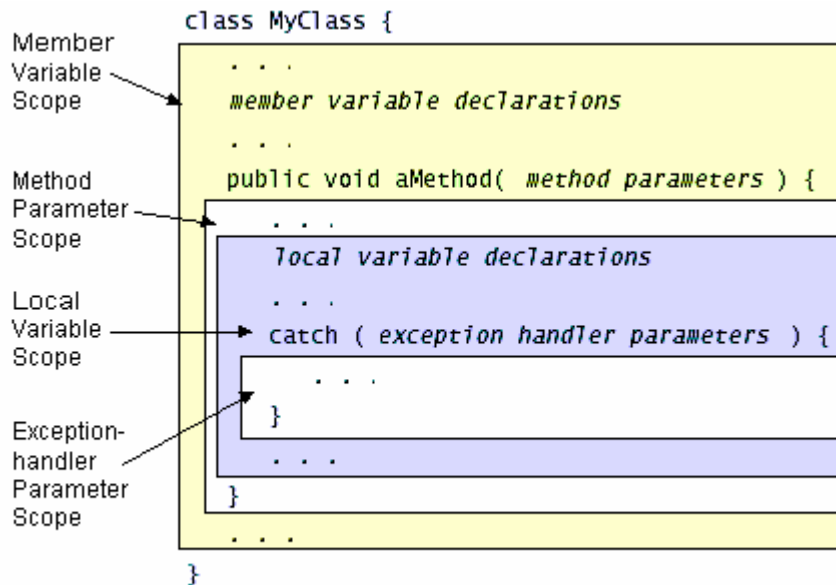 class MyClass {
Member
Variable
Scope
. . .
member variable declarations
. . .
public void aMethod( method parameters ) {
Method
Parameter
Scope
. . .
local variable declarations
. . .
Local
Variable
Scope
catch ( exception handler parameters ) {
. . .
}
Exception-
handler
Parameter
Scope
. . .
}
. . .
}